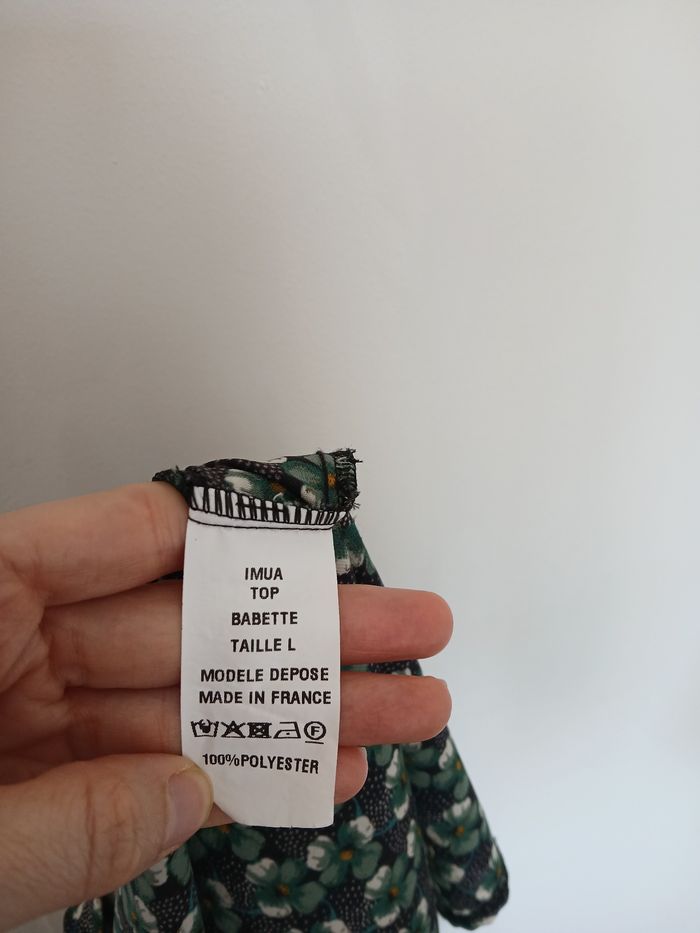 IMUA
TOP
BABETTE
TAILLE L
MODELE DEPOSE
MADE IN FRANCE
F
100%POLYESTER